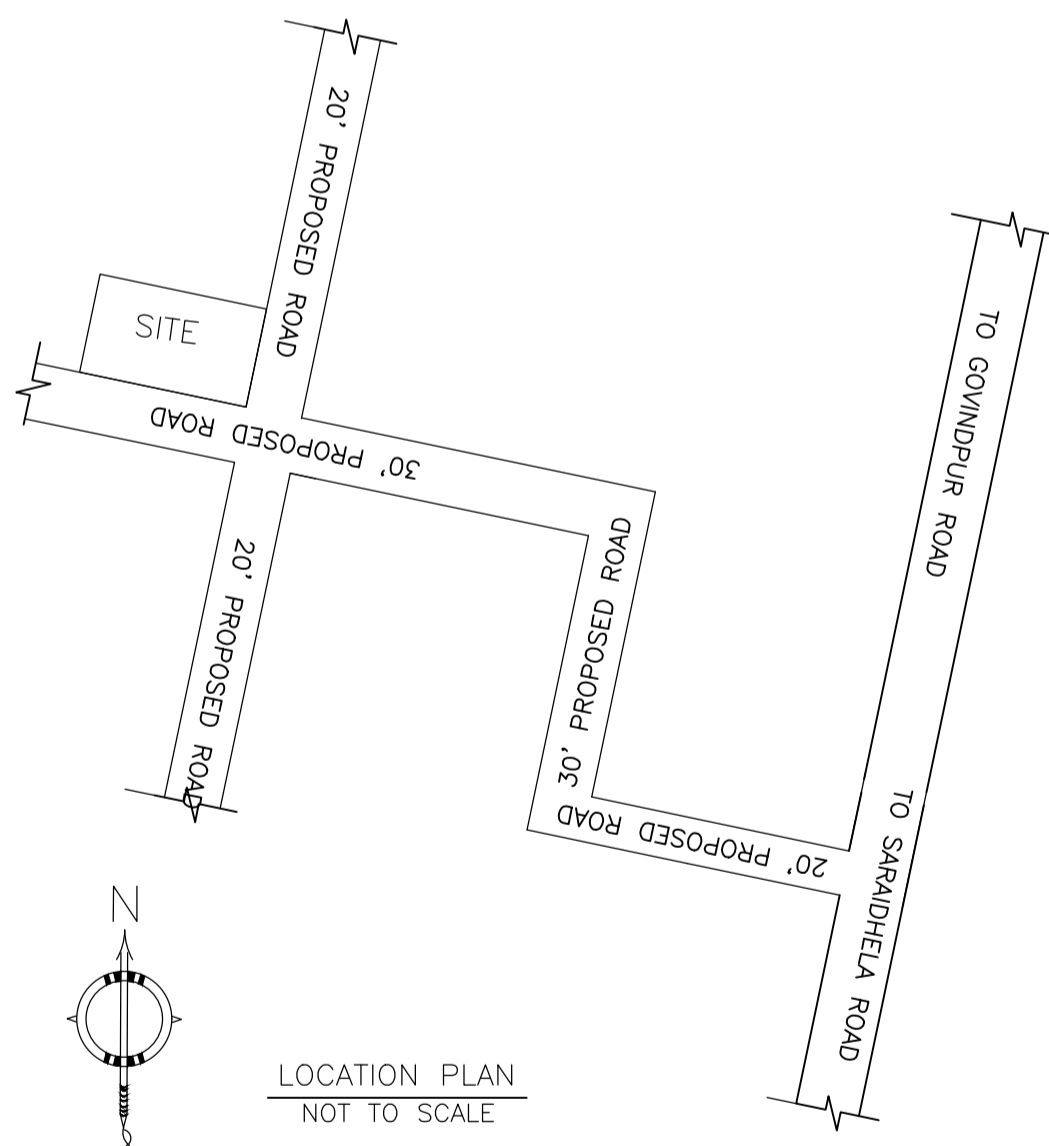 20' PROPOSED ROAD
SITE
30' PROPOSED ROAD
TO GOVINDPUR ROAD
20' PROPOSED ROAD
30' PROPOSED ROAD
20' PROPOSED ROAD
TO SARAIDHELA ROAD
N
LOCATION PLAN
NOT TO SCALE